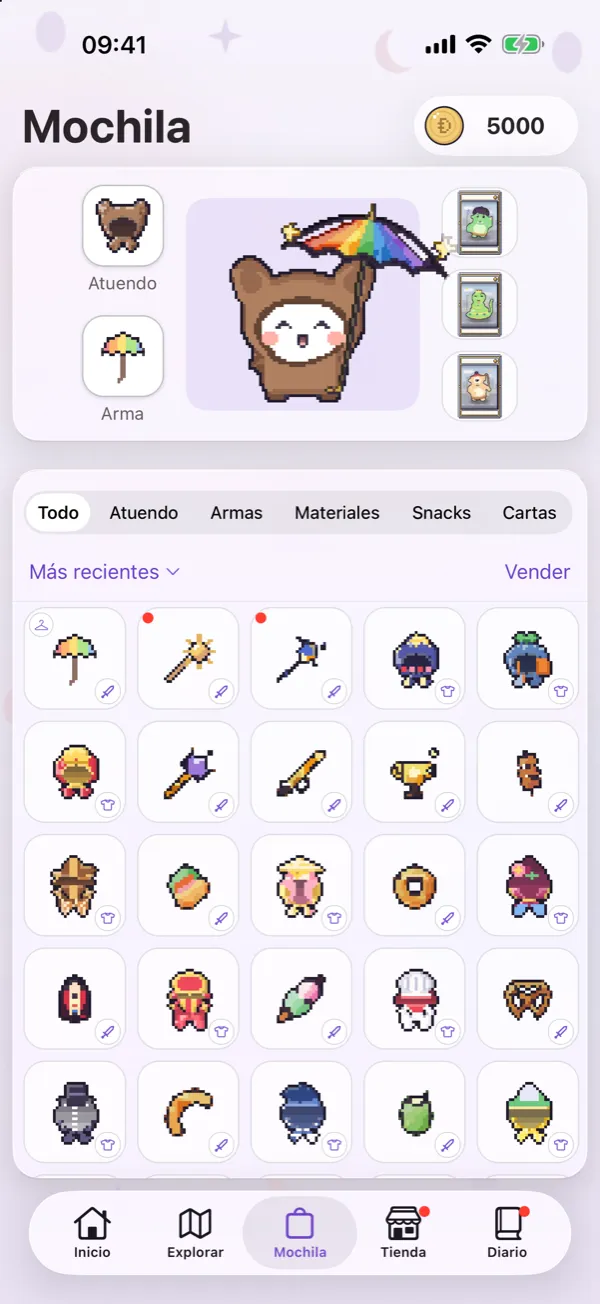 09:41
Mochila
5000
Atuendo
Arma
Todo Atuendo Armas Materiales Snacks Cartas
Más recientes Vender
Inicio Explorar Mochila Tienda Diario